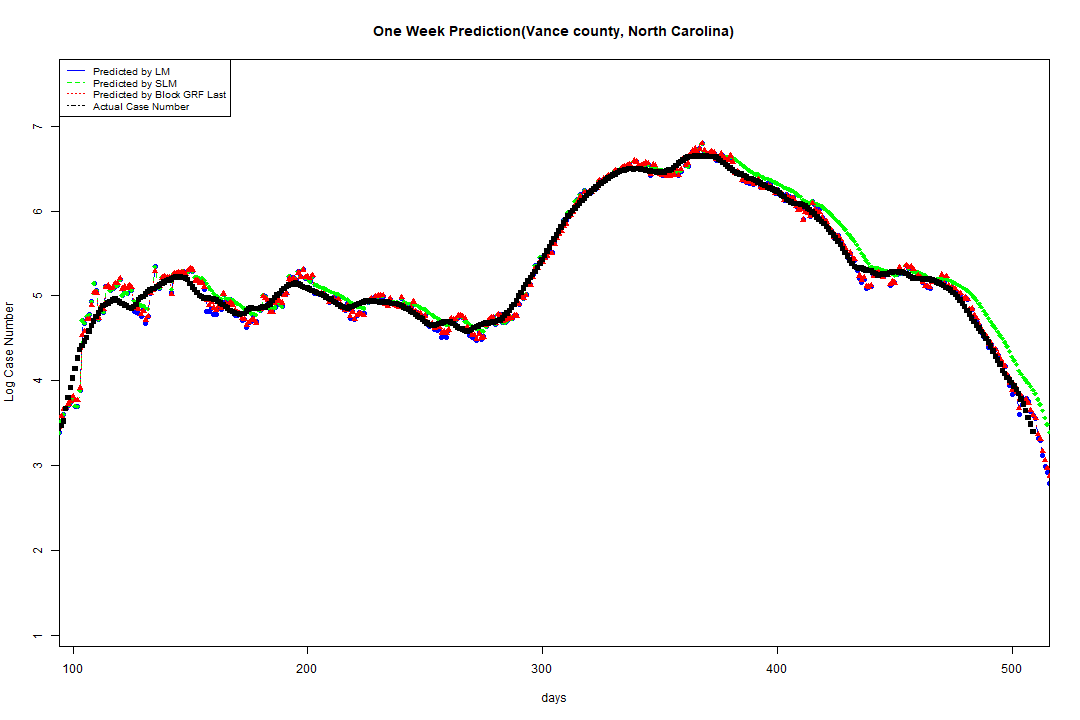 One Week Prediction(Vance county, North Carolina)
Predicted by LM
Predicted by SLM
Predicted by Block GRF Last
Actual Case Number
7
6
5
4
3
2
1
Log Case Number
100 200 300 400 500
days